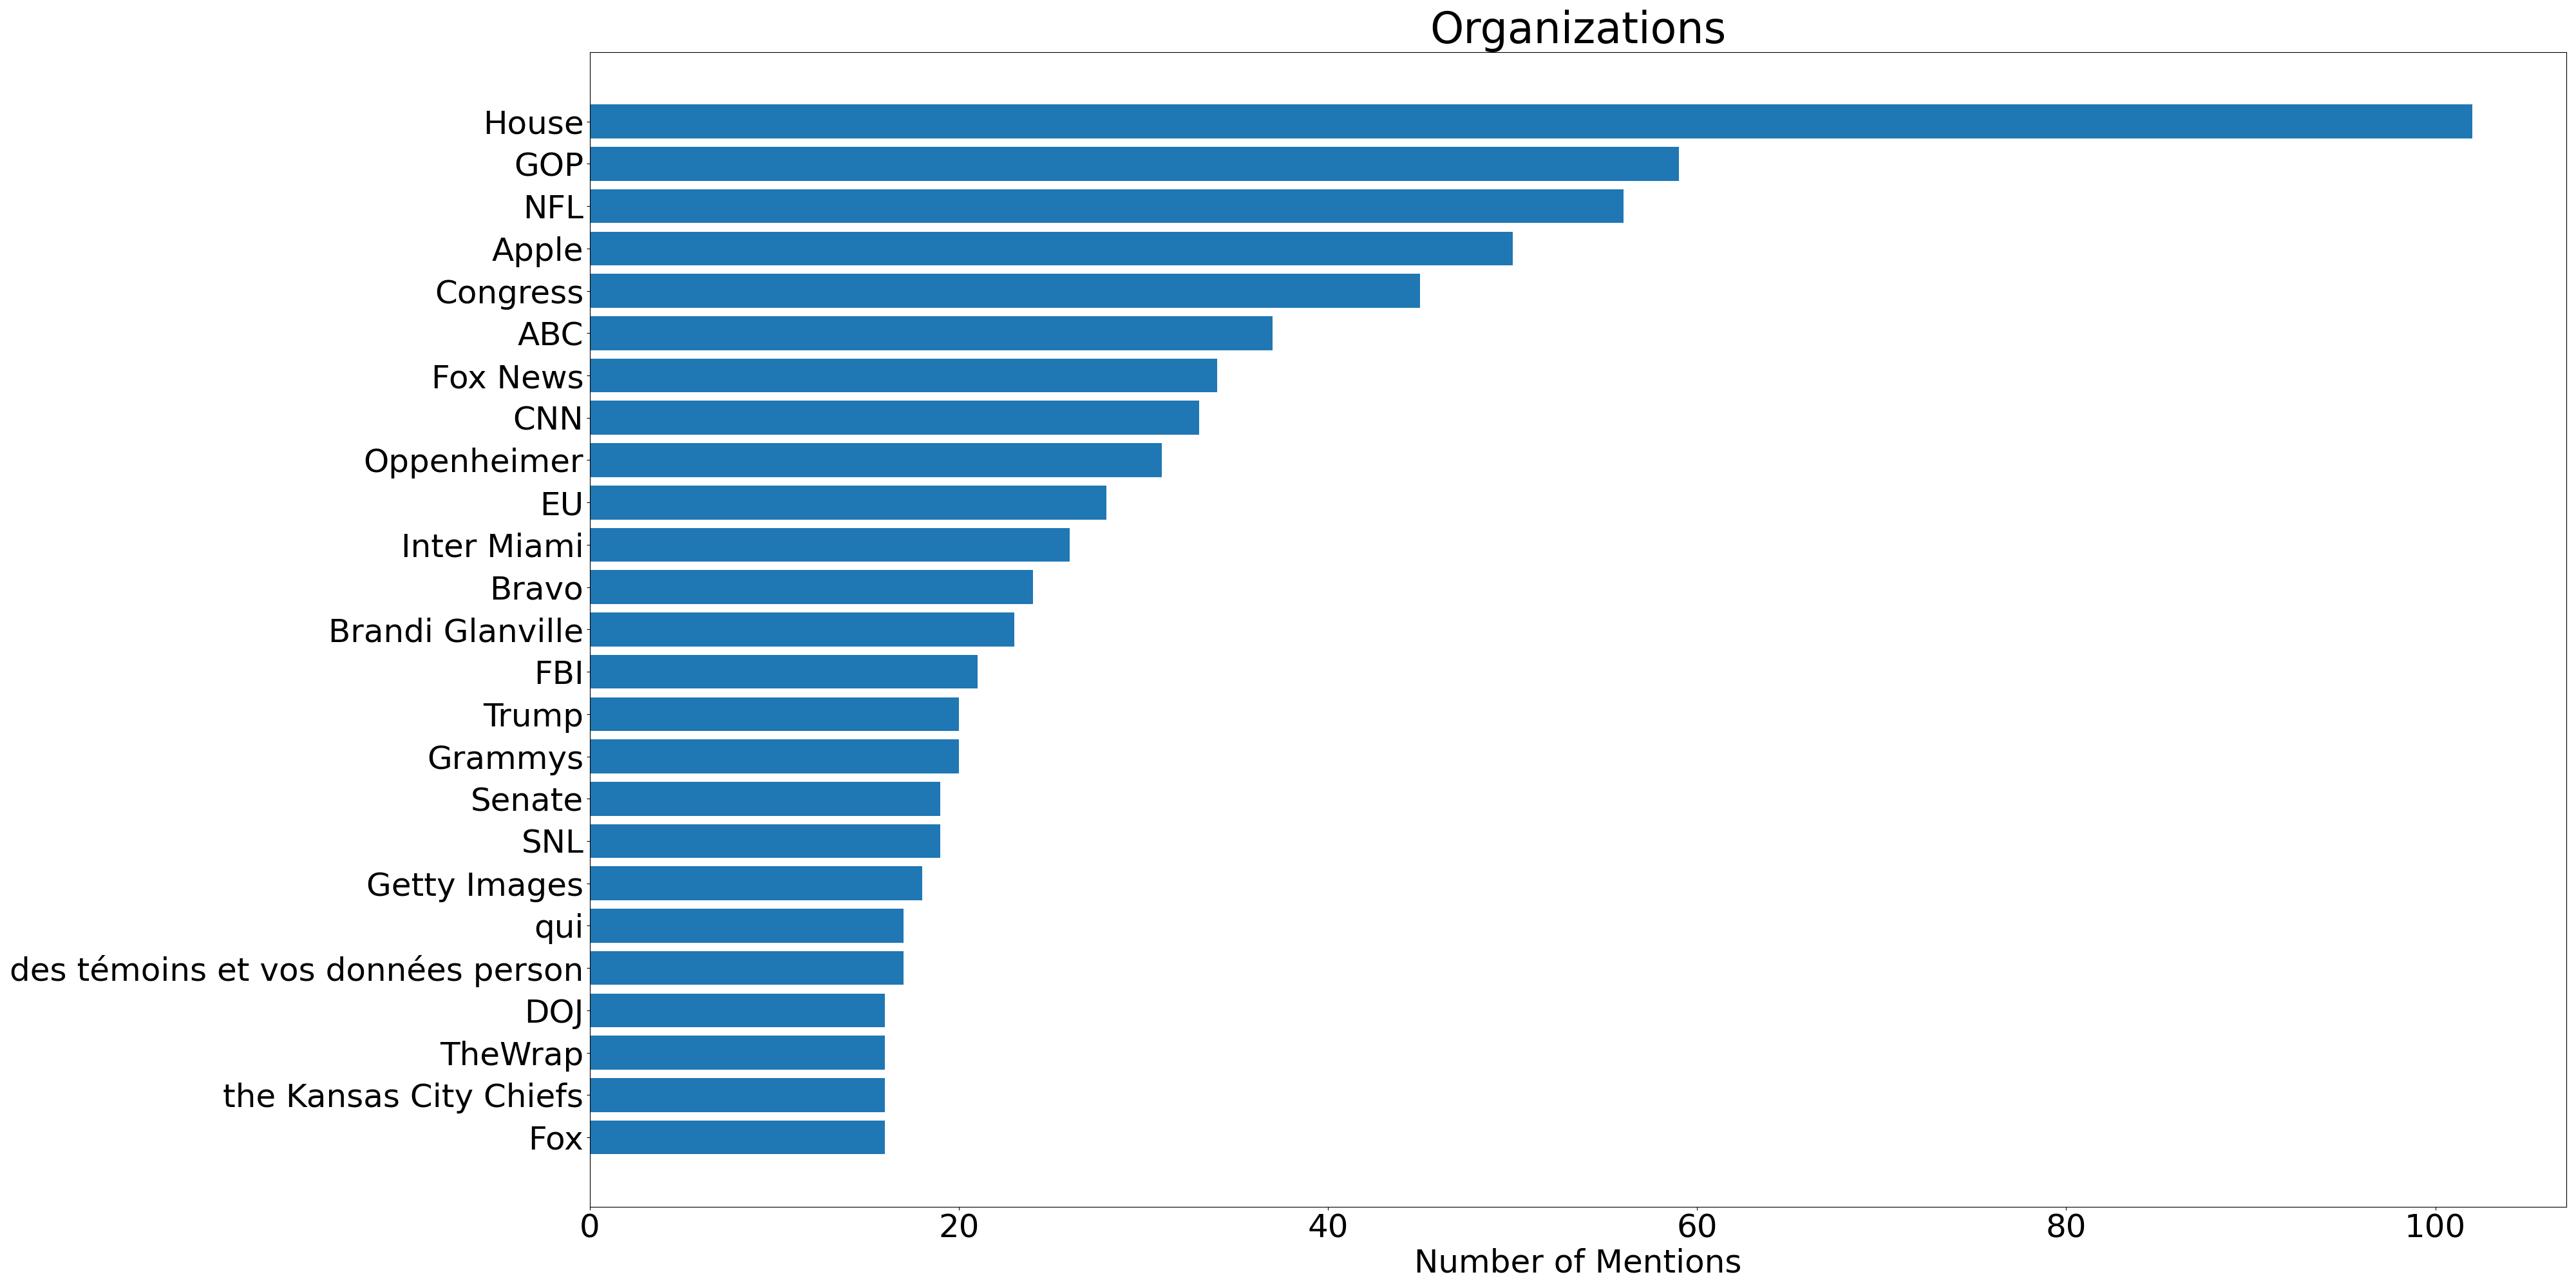 Organizations
House
GOP
NFL
Apple
Congress
ABC
Fox News
CNN
Oppenheimer
EU
Inter Miami
Bravo
Brandi Glanville
FBI
Trump
Grammys
Senate
SNL
Getty Images
qui
des témoins et vos données person
DOJ
TheWrap
the Kansas City Chiefs
Fox
0 20 40 60 80 100
Number of Mentions